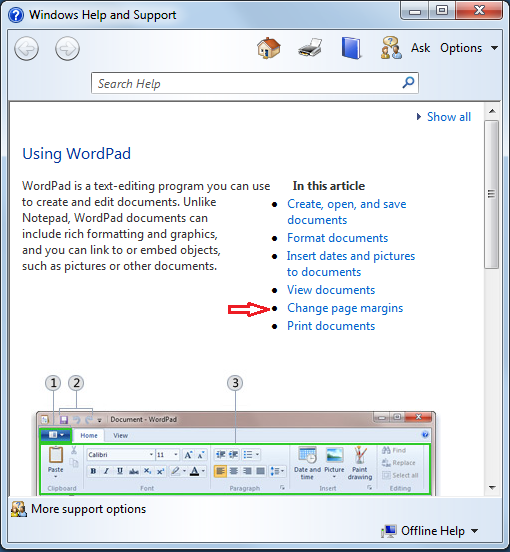 Windows Help and Support
Ask Options
Search Help
Show all
Using WordPad
WordPad is a text-editing program you can use
to create and edit documents. Unlike
Notepad, WordPad documents can
include rich formatting and graphics,
and you can link to or embed objects,
such as pictures or other documents.
In this article
Create, open, and save
documents
Format documents
Insert dates and pictures
to documents
View documents
Change page margins
Print documents
1 2 3
Document - WordPad
Home View
Calibri 11
Paste
B I U abc X₂ X² A
Date and
time
Picture
Paint
drawing
Find
Replace
Select all
Clipboard Font Paragraph Insert Editing
More support options
Offline Help